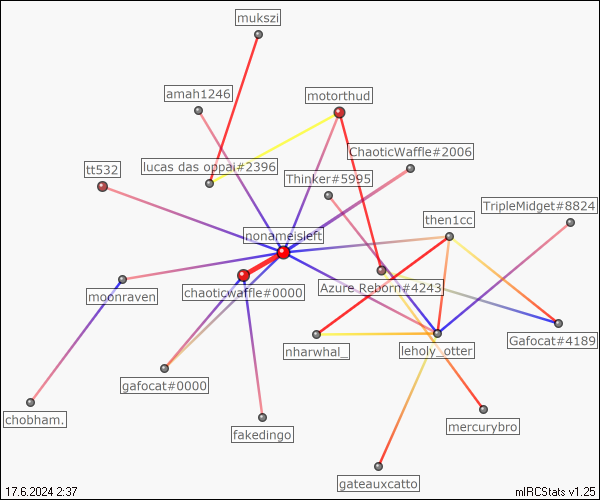 mukszi
amah1246
motorthud
ChaoticWaffle#2006
tt532
lucas das oppai#2396
Thinker#5995
TripleMidget#8824
then1cc
nonameisleft
moonraven
chaoticwaffle#0000
Azure Reborn#4243
Gafocat#4189
nharwhal_
leholy_otter
gafocat#0000
chobham.
fakedingo
mercurybro
gateauxcatto
17.6.2024 2:37
mIRCStats v1.25